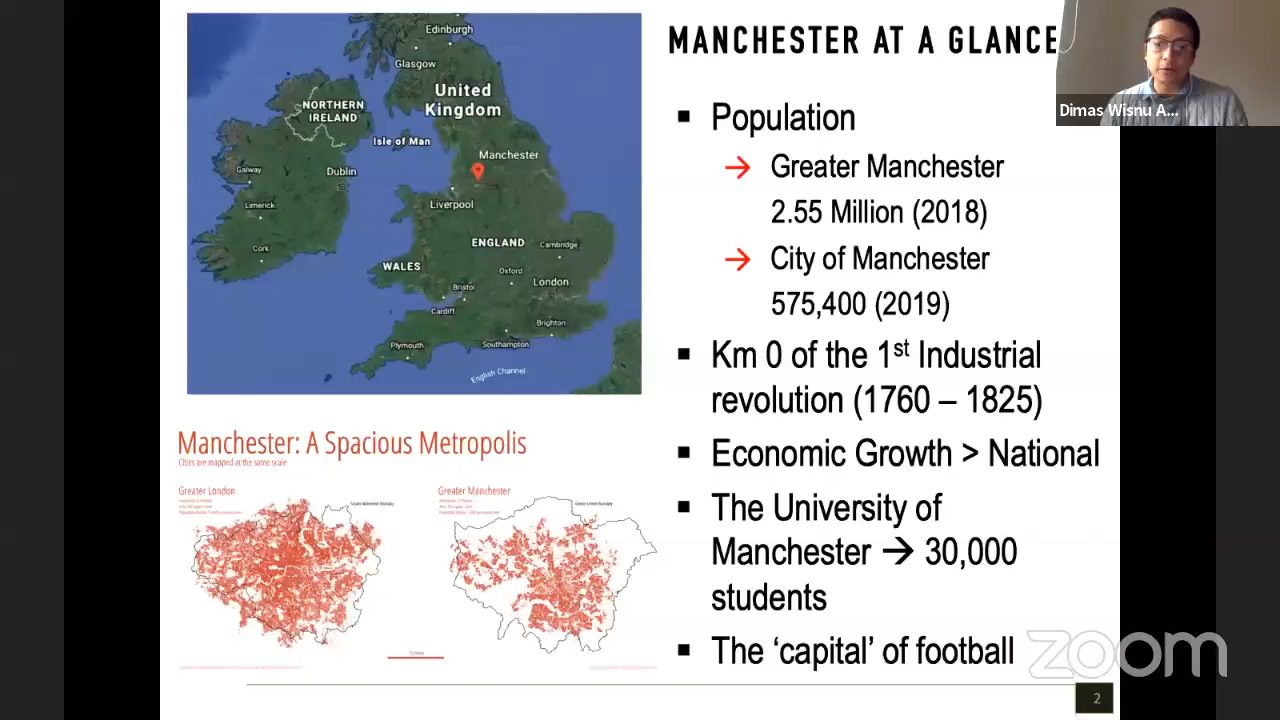 MANCHESTER AT A GLANCE
Dimas Wisnu A...
Edinburgh
Glasgow
United
Kingdom
NORTHERN
IRELAND
Isle of Man
Manchester
Galway
Dublin
Liverpool
Limerick
ENGLAND
Cambridge
Cork
WALES
Oxford
London
Bristol
Cardiff
Brighton
Plymouth
Southampton
English Channel
Manchester: A Spacious Metropolis
Cities are mapped at the same scale
Greater London
Greater Manchester
▪ Population
→ Greater Manchester
2.55 Million (2018)
→ City of Manchester
575,400 (2019)
▪ Km 0 of the 1st Industrial
revolution (1760 – 1825)
▪ Economic Growth > National
▪ The University of
Manchester → 30,000
students
▪ The ‘capital’ of football
zoom
2